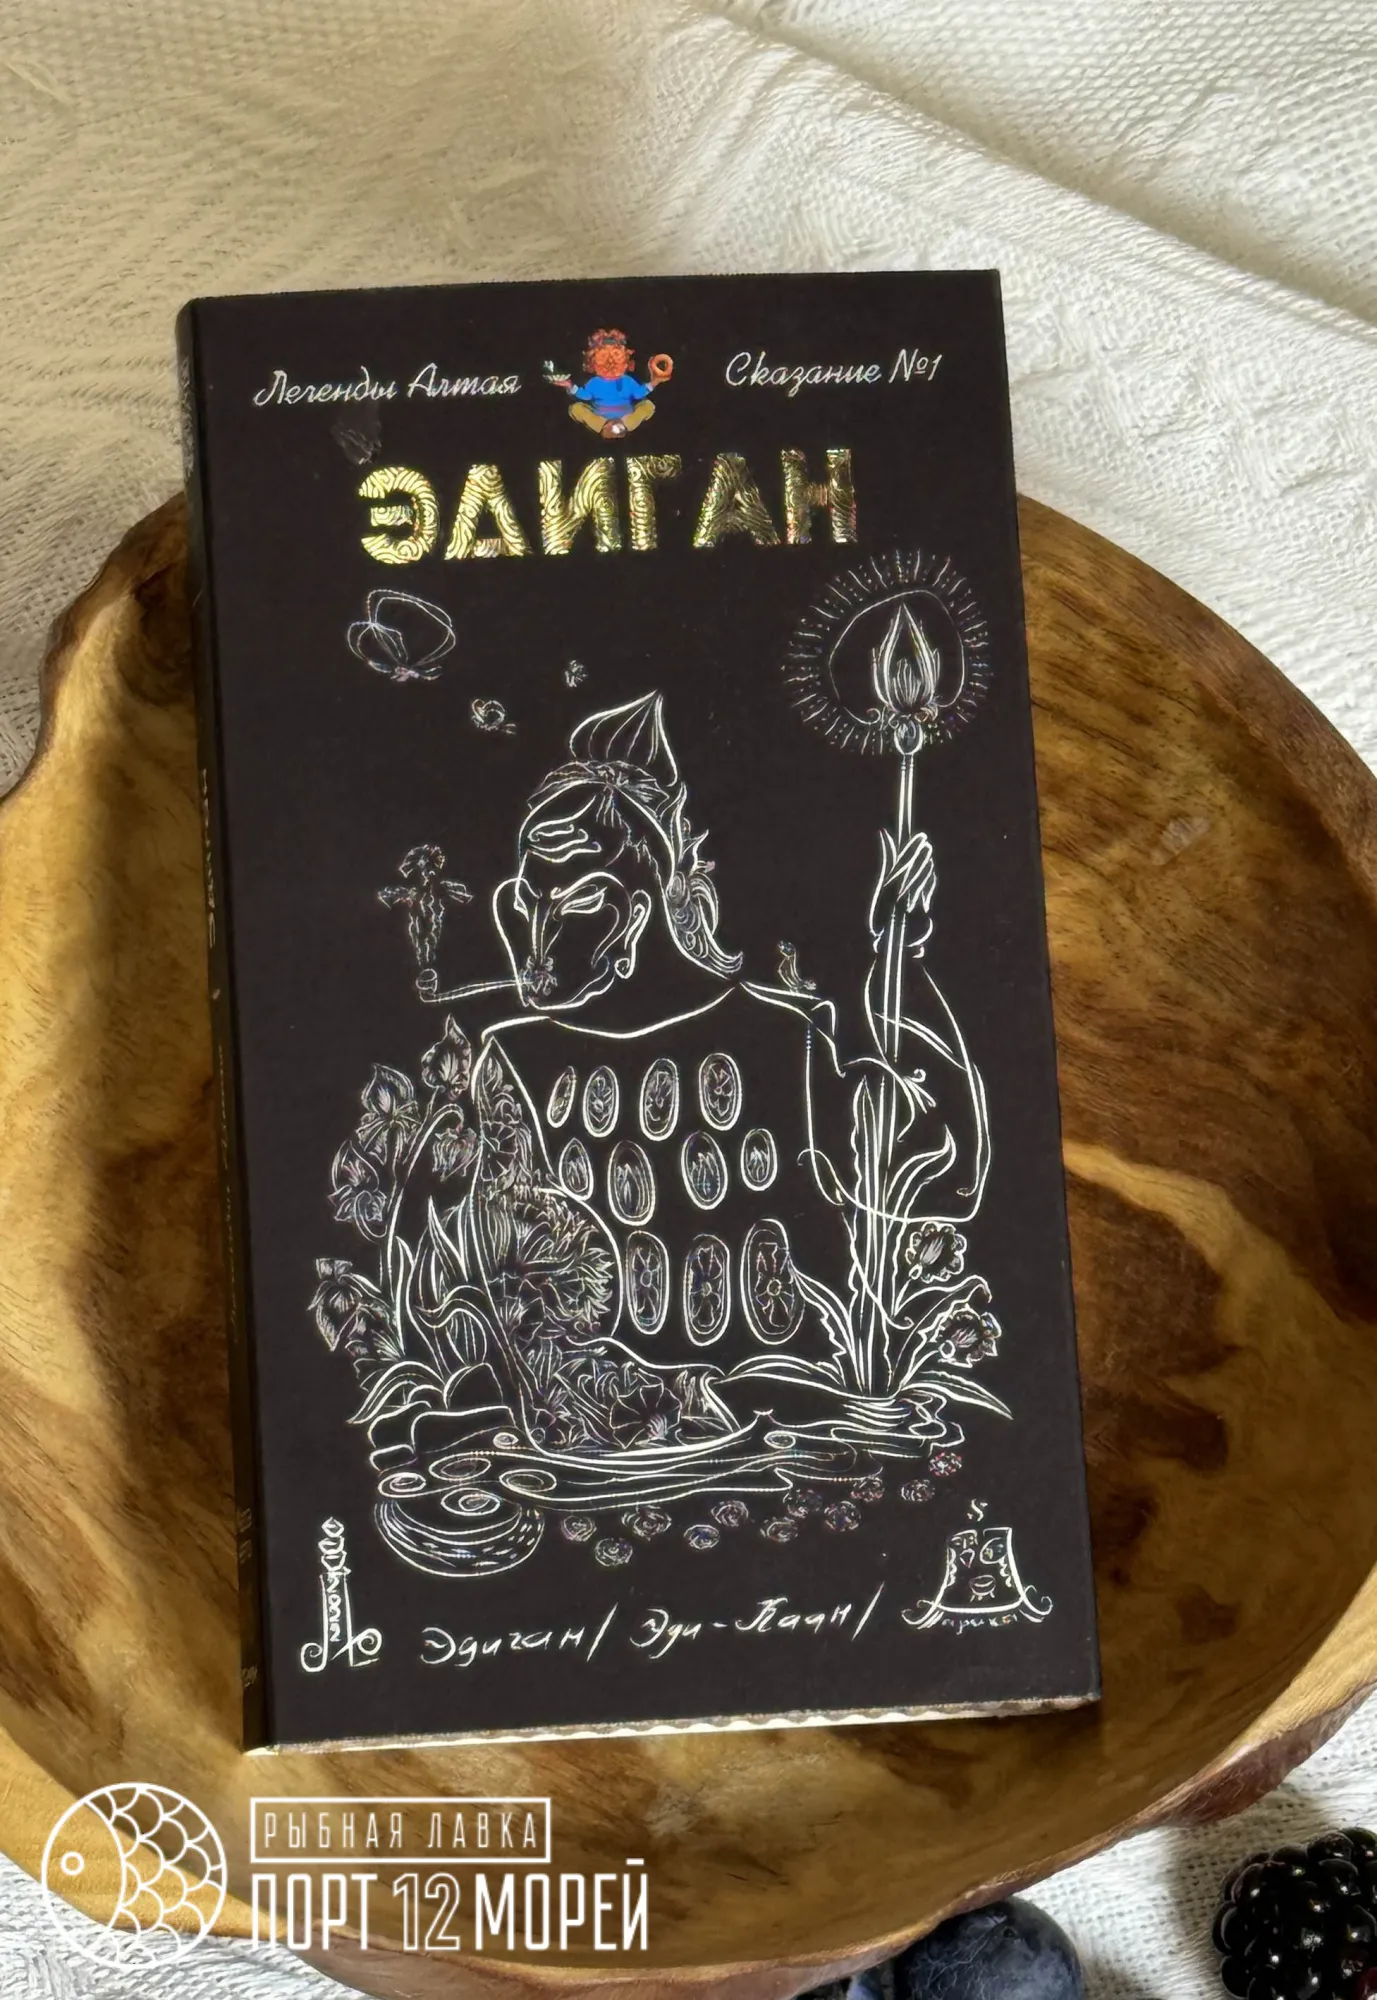 Легенды Алтая
Сказание №1
ЭДИГАН
Эдиган/ Эди-Каан/
РЫБНАЯ ЛАВКА
ПОРТ 12 МОРЕЙ